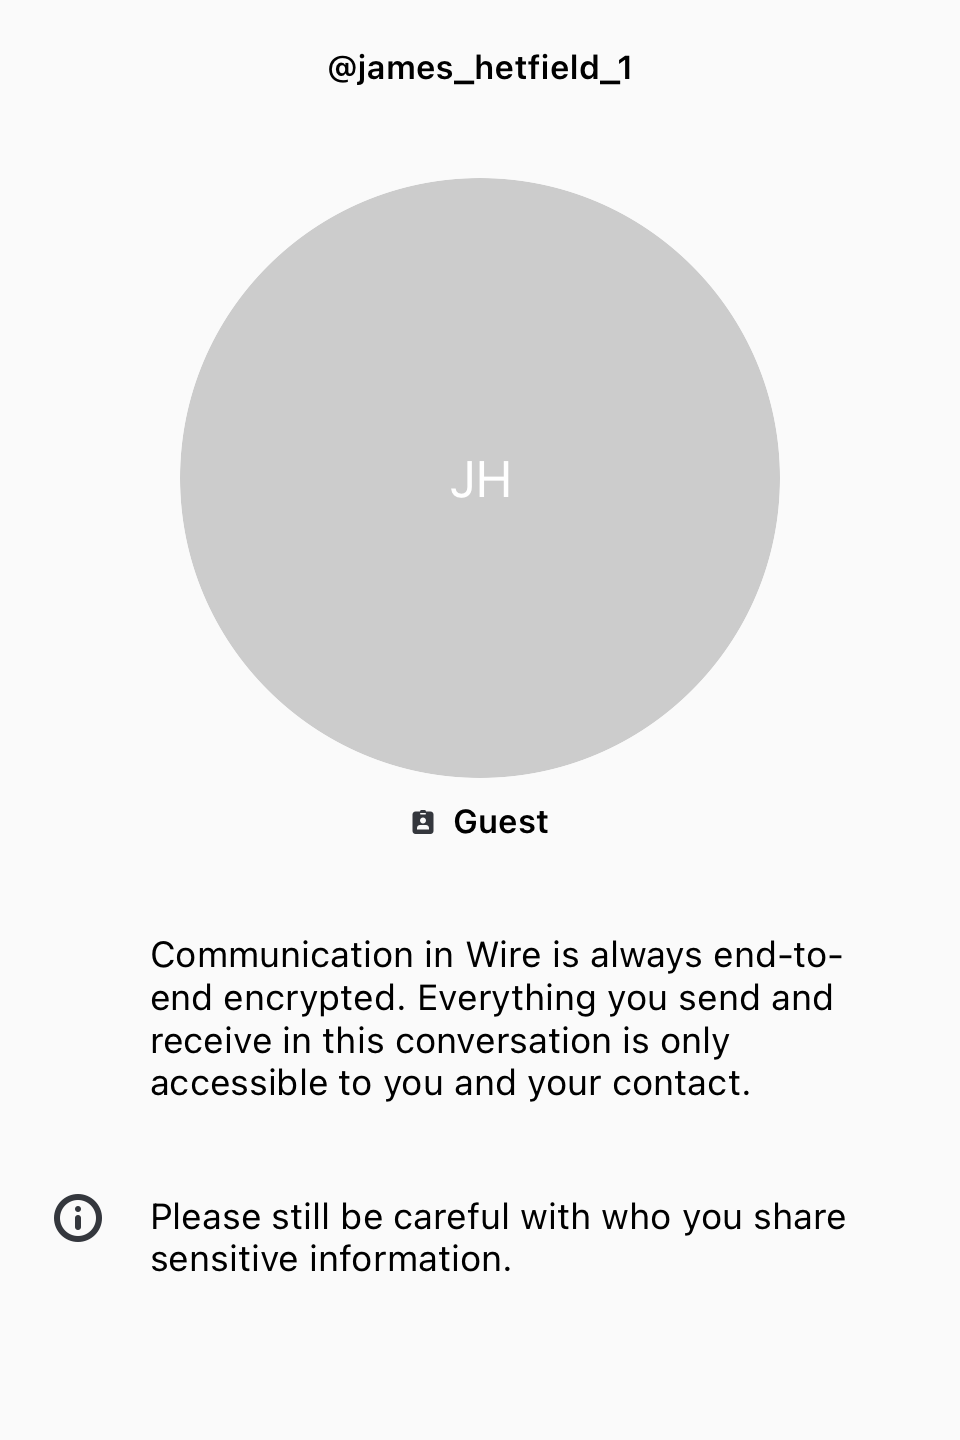 @james_hetfield_1
JH
Guest
Communication in Wire is always end-to-
end encrypted. Everything you send and
receive in this conversation is only
accessible to you and your contact.
Please still be careful with who you share
sensitive information.